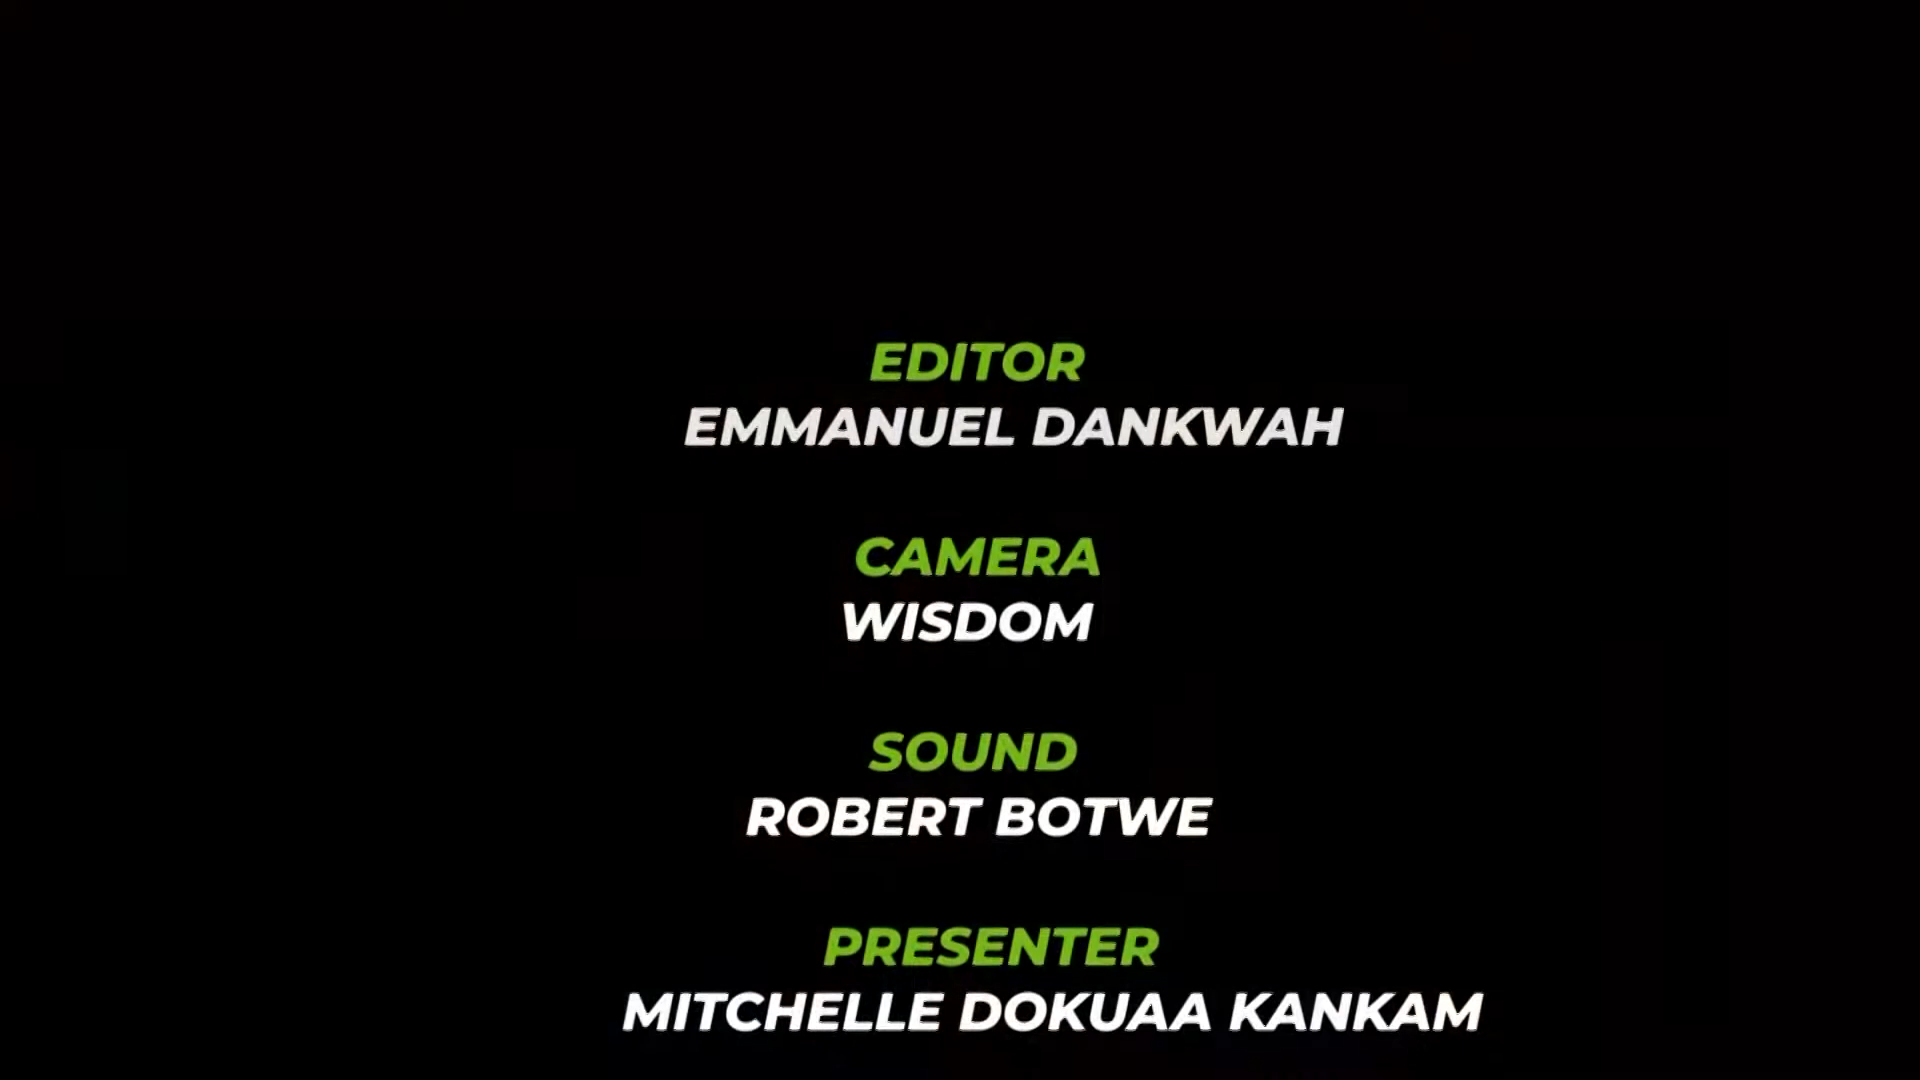 EDITOR
EMMANUEL DANKWAH
CAMERA
WISDOM
SOUND
ROBERT BOTWE
PRESENTER
MITCHELLE DOKUAA KANKAM